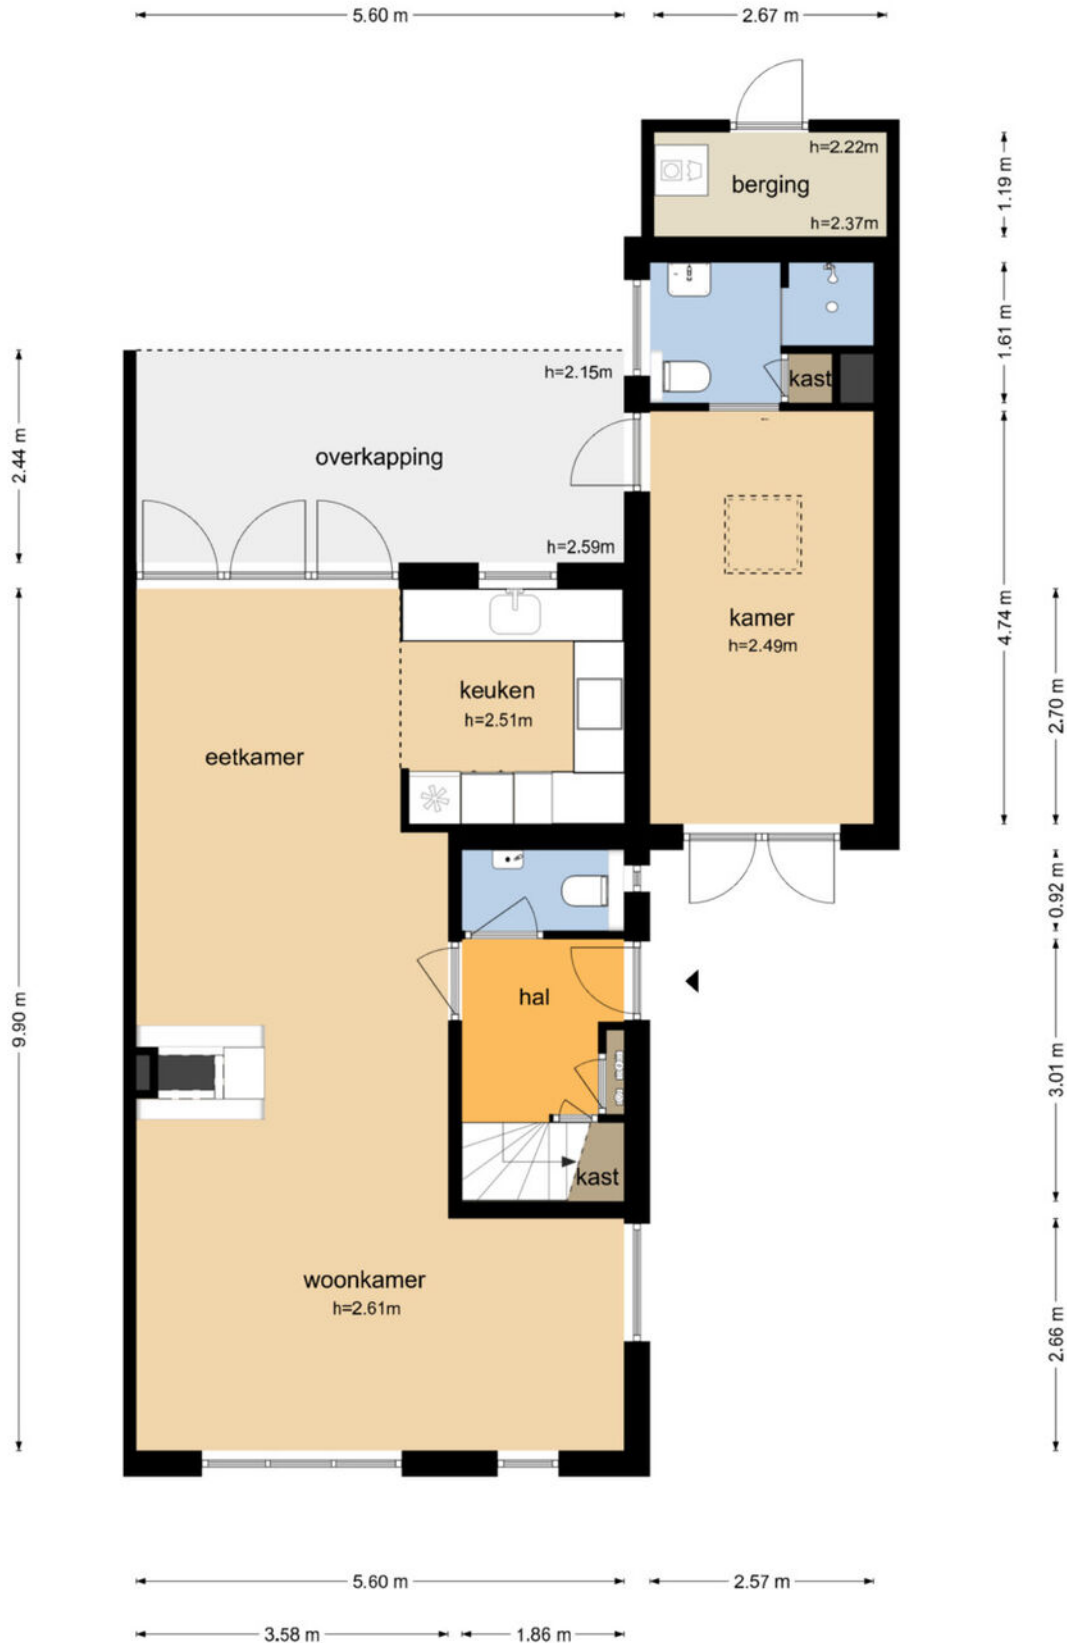 5.60 m
2.67 m
h=2.22m
berging
h=2.37m
1.19 m
1.61 m
kast
h=2.15m
overkapping
h=2.59m
2.44 m
kamer
h=2.49m
4.74 m
2.70 m
keuken
h=2.51m
eetkamer
0.92 m
hal
9.90 m
3.01 m
kast
woonkamer
h=2.61m
2.66 m
5.60 m
2.57 m
3.58 m
1.86 m